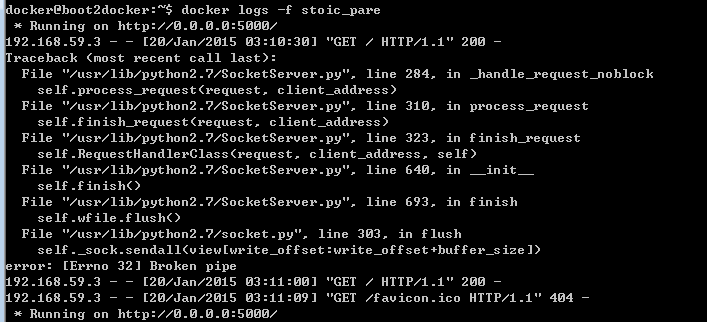 docker@boot2docker:~$ docker logs -f stoic_pare
 * Running on http://0.0.0.0:5000/
192.168.59.3 - - [20/Jan/2015 03:10:30] "GET / HTTP/1.1" 200 -
Traceback (most recent call last):
  File "/usr/lib/python2.7/SocketServer.py", line 284, in _handle_request_noblock
    self.process_request(request, client_address)
  File "/usr/lib/python2.7/SocketServer.py", line 310, in process_request
    self.finish_request(request, client_address)
  File "/usr/lib/python2.7/SocketServer.py", line 323, in finish_request
    self.RequestHandlerClass(request, client_address, self)
  File "/usr/lib/python2.7/SocketServer.py", line 640, in __init__
    self.finish()
  File "/usr/lib/python2.7/SocketServer.py", line 693, in finish
    self.wfile.flush()
  File "/usr/lib/python2.7/socket.py", line 303, in flush
    self._sock.sendall(view[write_offset:write_offset+buffer_size])
error: [Errno 32] Broken pipe
192.168.59.3 - - [20/Jan/2015 03:11:00] "GET / HTTP/1.1" 200 -
192.168.59.3 - - [20/Jan/2015 03:11:09] "GET /favicon.ico HTTP/1.1" 404 -
 * Running on http://0.0.0.0:5000/